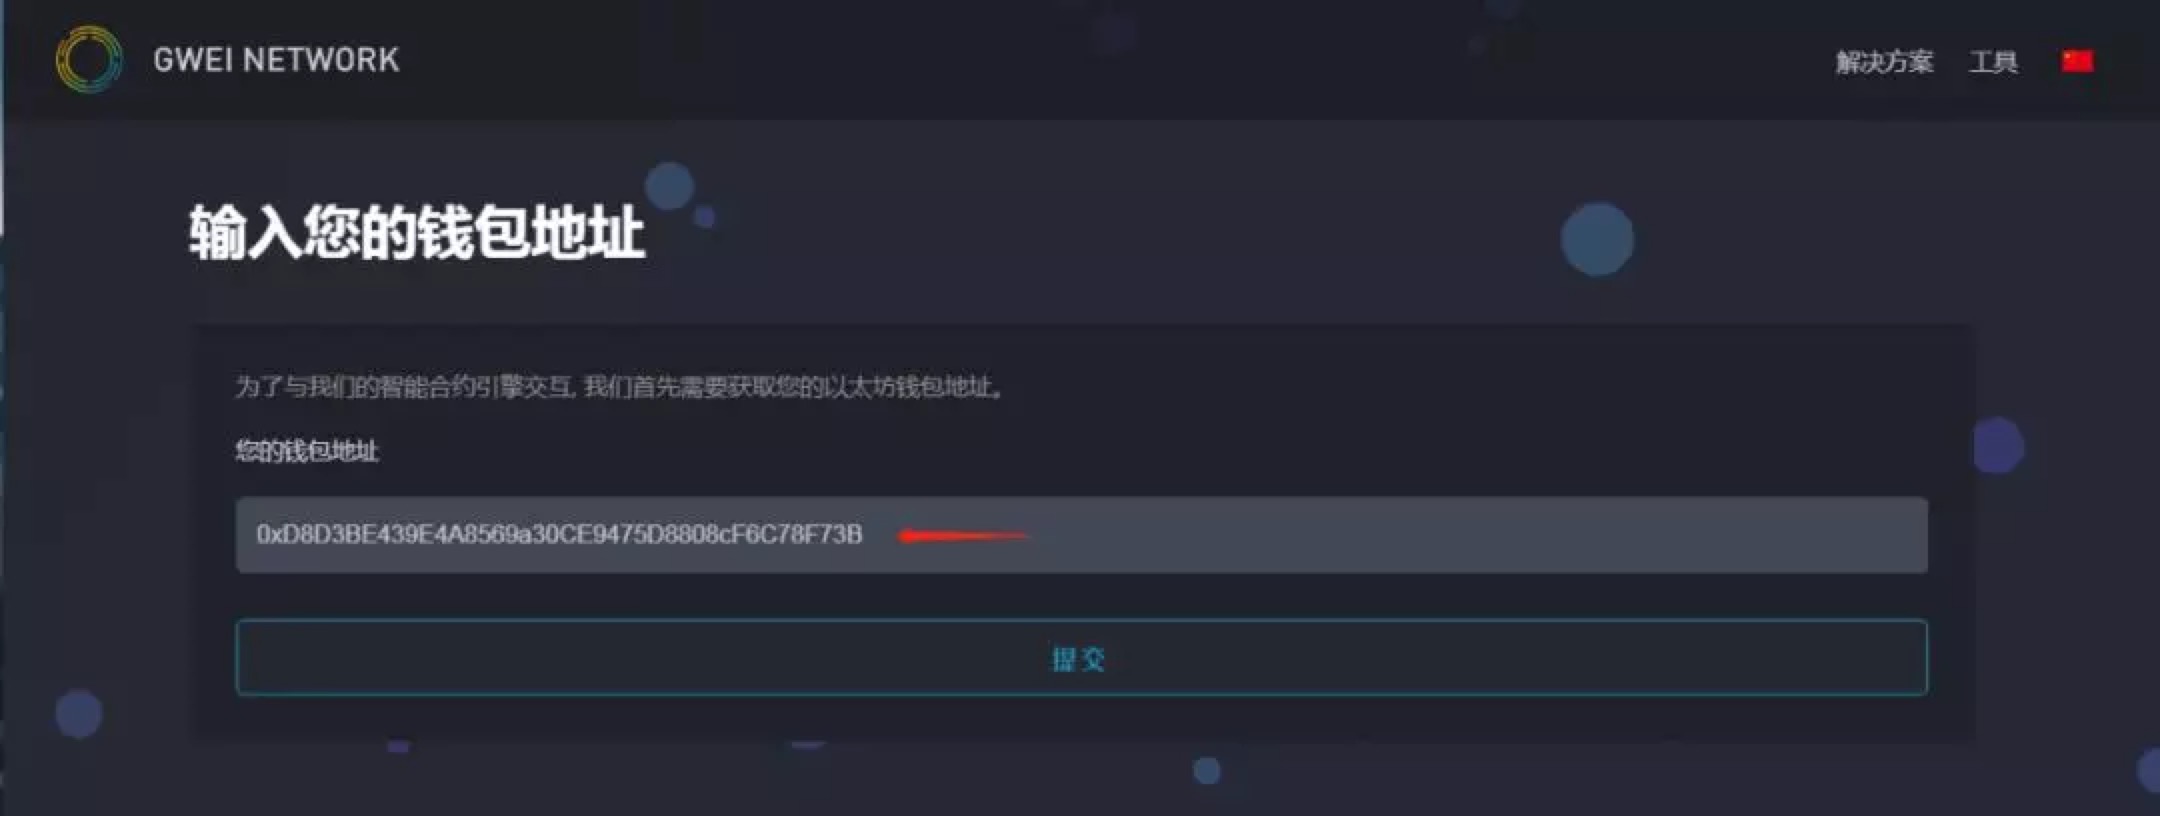 GWEI NETWORK
解决方案 工具
输入您的钱包地址
为了与我们的智能合约引擎交互, 我们首先需要获取您的以太坊钱包地址。
您的钱包地址
0xD8D3BE439E4A8569a30CE9475D8808cF6C78F73B
提交